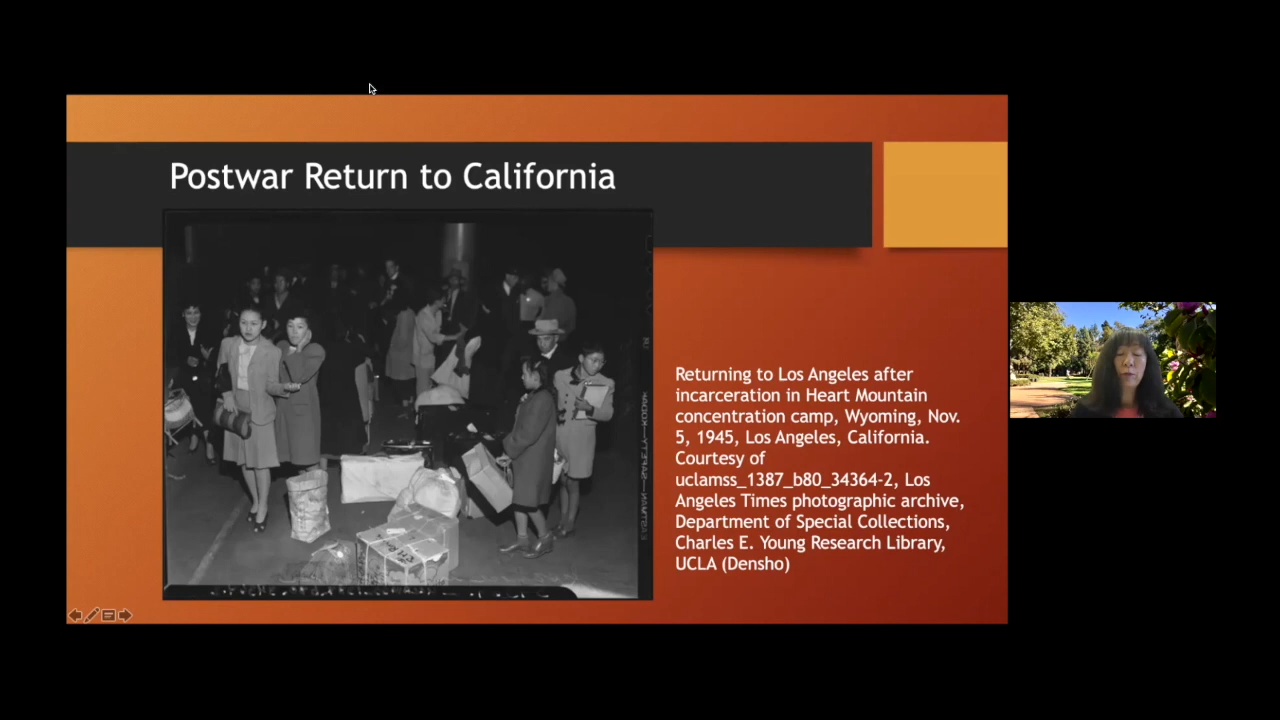 Postwar Return to California
Returning to Los Angeles after
incarceration in Heart Mountain
concentration camp, Wyoming, Nov.
5, 1945, Los Angeles, California.
Courtesy of
uclamss_1387_b80_34364-2, Los
Angeles Times photographic archive,
Department of Special Collections,
Charles E. Young Research Library,
UCLA (Densho)